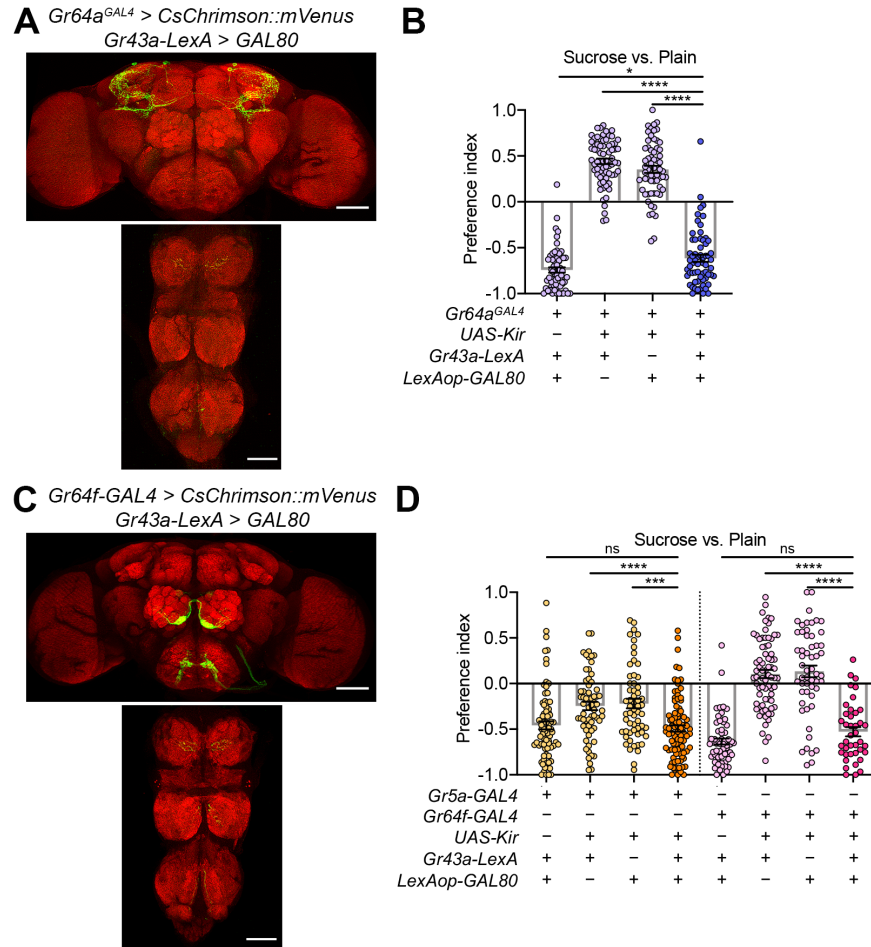 A
Gr64a^GAL4 > CsChrimson::mVenus
Gr43a-LexA > GAL80
B
Sucrose vs. Plain
*
****
****
1.0
0.5
0.0
-0.5
-1.0
Preference index
Gr64a^GAL4 + + + +
UAS-Kir – + + +
Gr43a-LexA + + – +
LexAop-GAL80 + – + +
C
Gr64f-GAL4 > CsChrimson::mVenus
Gr43a-LexA > GAL80
D
Sucrose vs. Plain
ns ns
**** ****
*** ****
1.0
0.5
0.0
-0.5
-1.0
Preference index
Gr5a-GAL4 + + + + – – – –
Gr64f-GAL4 – – – – + + + +
UAS-Kir – + + + – + + +
Gr43a-LexA + + – + + + – +
LexAop-GAL80 + – + + + – + +